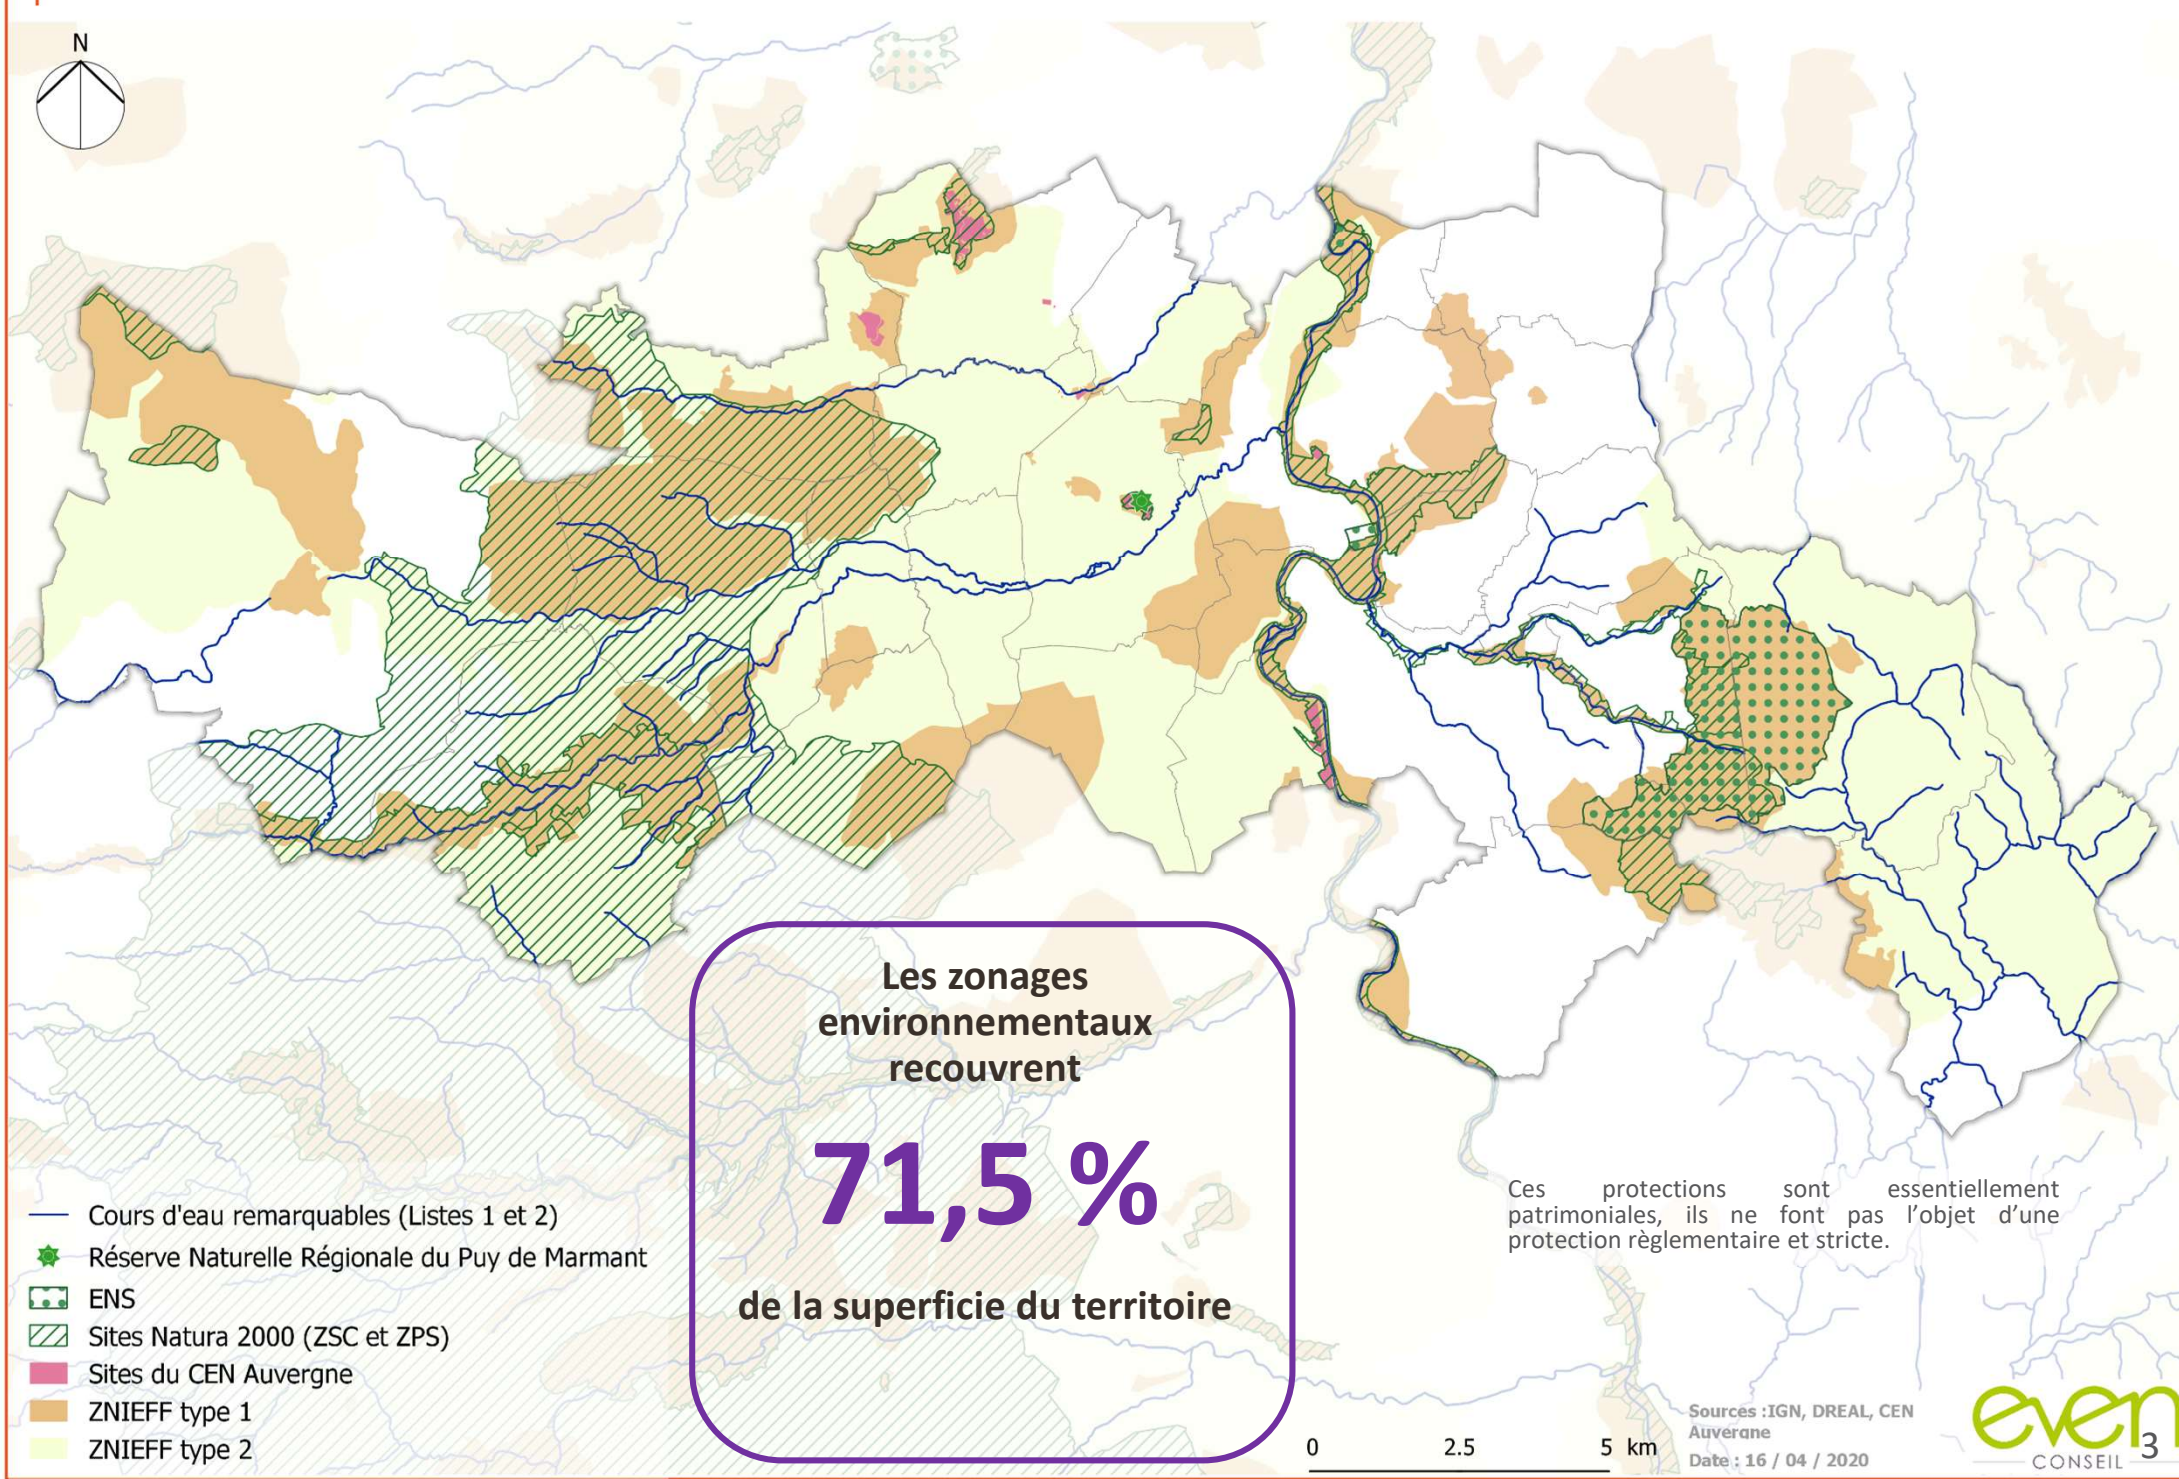 N
Les zonages
environnementaux
recouvrent
71,5 %
de la superficie du territoire
Cours d'eau remarquables (Listes 1 et 2)
Réserve Naturelle Régionale du Puy de Marmant
ENS
Sites Natura 2000 (ZSC et ZPS)
Sites du CEN Auvergne
ZNIEFF type 1
ZNIEFF type 2
Ces protections sont essentiellement
patrimoniales, ils ne font pas l'objet d'une
protection règlementaire et stricte.
0 2.5 5 km
Sources :IGN, DREAL, CEN
Auvergne
Date : 16 / 04 / 2020
even
CONSEIL
3